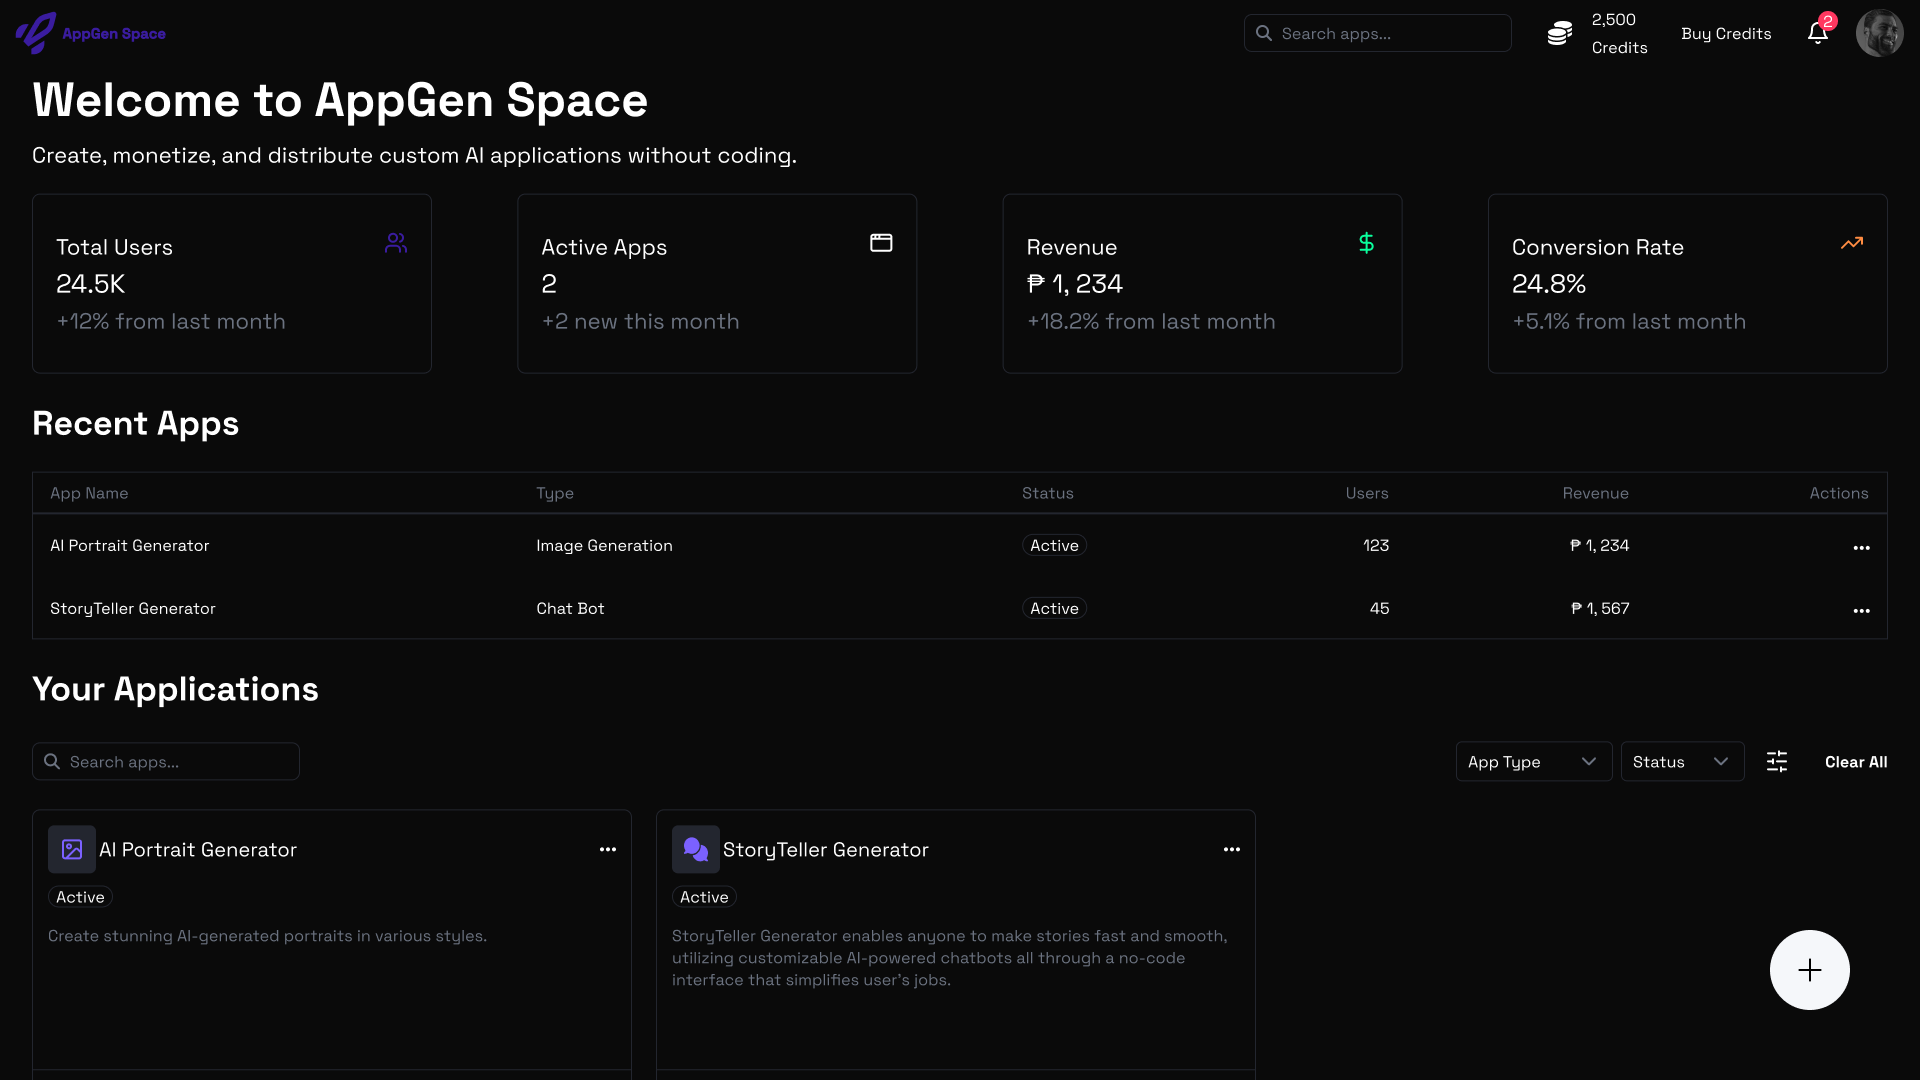 AppGen Space
Search apps...
2,500
Credits
Buy Credits
2
Welcome to AppGen Space
Create, monetize, and distribute custom AI applications without coding.
Total Users
24.5K
+12% from last month
Active Apps
2
+2 new this month
Revenue
₱ 1, 234
+18.2% from last month
Conversion Rate
24.8%
+5.1% from last month
Recent Apps
App Name Type Status Users Revenue Actions
AI Portrait Generator Image Generation Active 123 ₱ 1, 234
StoryTeller Generator Chat Bot Active 45 ₱ 1, 567
Your Applications
Search apps...
App Type
Status
Clear All
AI Portrait Generator
Active
Create stunning AI-generated portraits in various styles.
StoryTeller Generator
Active
StoryTeller Generator enables anyone to make stories fast and smooth,
utilizing customizable AI-powered chatbots all through a no-code
interface that simplifies user's jobs.